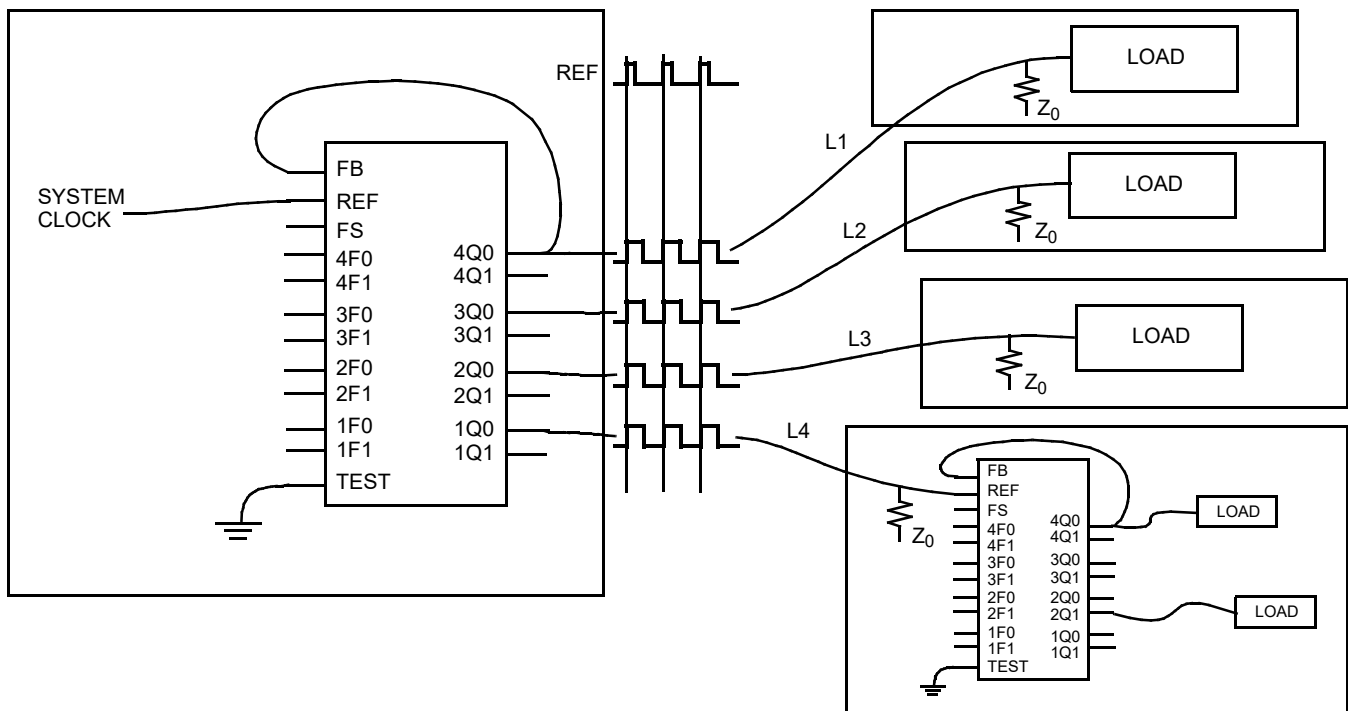 REF
SYSTEM
CLOCK
FB
REF
FS
4F0
4F1
3F0
3F1
2F0
2F1
1F0
1F1
TEST
4Q0
4Q1
3Q0
3Q1
2Q0
2Q1
1Q0
1Q1
L1
L2
L3
L4
LOAD
Z0
LOAD
Z0
LOAD
Z0
Z0
FB
REF
FS
4F0
4F1
3F0
3F1
2F0
2F1
1F0
1F1
TEST
4Q0
4Q1
3Q0
3Q1
2Q0
2Q1
1Q0
1Q1
LOAD
LOAD